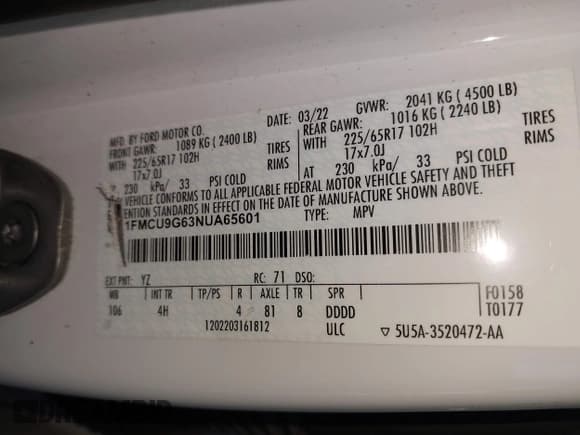 MFD. BY FORD MOTOR CO.
DATE: 03/22 GVWR: 2041 KG ( 4500 LB)
FRONT GAWR: 1089 KG ( 2400 LB) REAR GAWR: 1016 KG ( 2240 LB)
WITH 225/65R17 102H TIRES WITH 225/65R17 102H TIRES
17x7.0J RIMS 17x7.0J RIMS
AT 230 kPa/ 33 PSI COLD AT 230 kPa/ 33 PSI COLD
VEHICLE CONFORMS TO ALL APPLICABLE FEDERAL MOTOR VEHICLE SAFETY AND THEFT
ENTION STANDARDS IN EFFECT ON THE DATE OF MANUFACTURE SHOWN ABOVE.
1FMCU9G63NUA65601 TYPE: MPV
EXT PNT: YZ RC: 71 DSO:
WB INT TR TP/PS R AXLE TR SPR F0158
106 4H 4 81 8 DDDD T0177
1202203161812 ULC ▽ 5U5A-3520472-AA